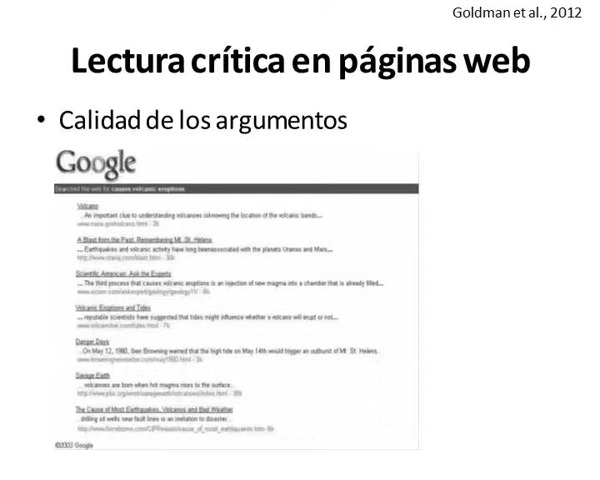 Goldman et al., 2012
Lectura crítica en páginas web
• Calidad de los argumentos
Google
Searched the web for causes volcanic eruptions
Volcano
...An important clue to understanding volcanoes is knowing the location of the volcanic bands...
A Blast from the Past: Remembering Mt. St. Helens
... Earthquakes and volcanic activity have long been associated with the planets Uranus and Mars...
Scientific American: Ask the Experts
... The third process that causes volcanic eruptions is an injection of new magma into a chamber that is already filled...
Volcanic Eruptions and Tides
... reputable scientists have suggested that tides might influence whether a volcano will erupt or not...
Danger Days
...On May 12, 1980, Ben Browning warned that the high tide on May 14th would trigger an outburst of Mt. St. Helens.
Savage Earth
...volcanoes are born when hot magma rises to the surface...
The Cause of Most Earthquakes, Volcanos and Bad Weather
...drilling of wells near fault lines is an invitation to disaster...
©2003 Google